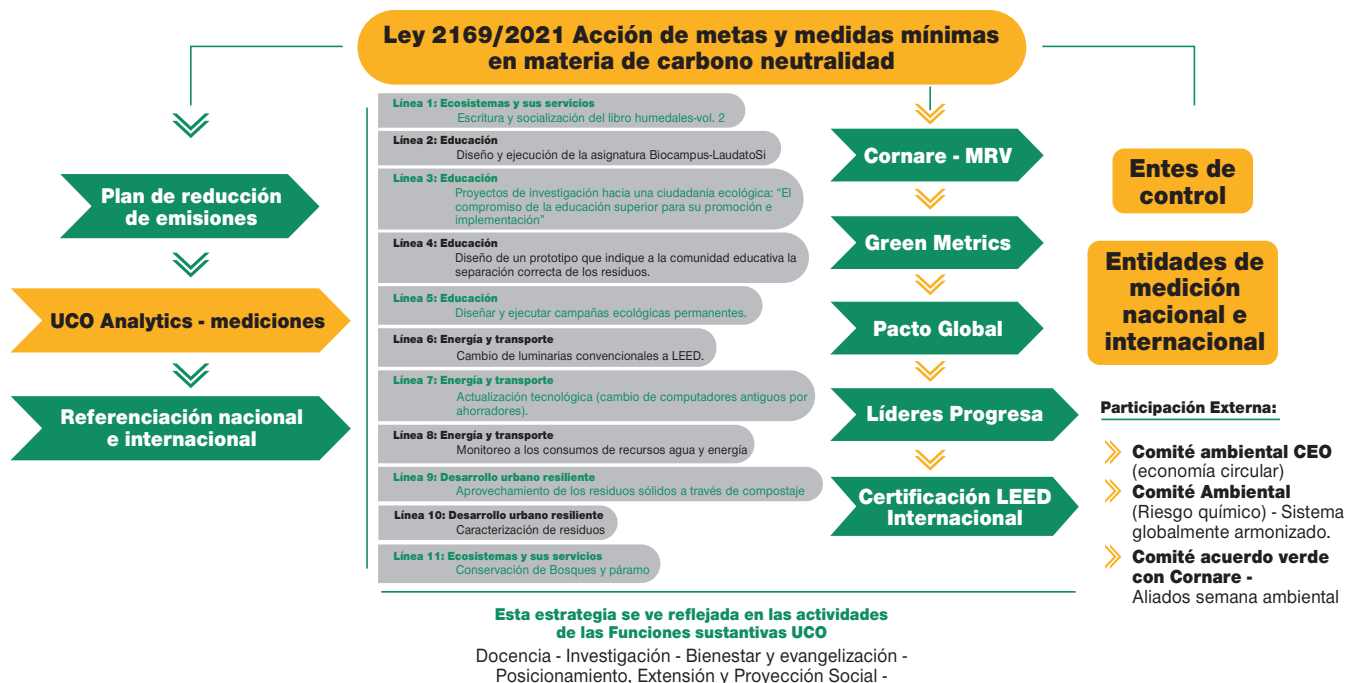 Ley 2169/2021 Acción de metas y medidas mínimas
en materia de carbono neutralidad
Plan de reducción
de emisiones
UCO Analytics - mediciones
Referenciación nacional
e internacional
Línea 1: Ecosistemas y sus servicios
Escritura y socialización del libro humedales-vol. 2
Línea 2: Educación
Diseño y ejecución de la asignatura Biocampus-LaudatoSi
Línea 3: Educación
Proyectos de investigación hacia una ciudadanía ecológica: “El
compromiso de la educación superior para su promoción e
implementación”
Línea 4: Educación
Diseño de un prototipo que indique a la comunidad educativa la
separación correcta de los residuos.
Línea 5: Educación
Diseñar y ejecutar campañas ecológicas permanentes.
Línea 6: Energía y transporte
Cambio de luminarias convencionales a LEED.
Línea 7: Energía y transporte
Actualización tecnológica (cambio de computadores antiguos por
ahorradores).
Línea 8: Energía y transporte
Monitoreo a los consumos de recursos agua y energía
Línea 9: Desarrollo urbano resiliente
Aprovechamiento de los residuos sólidos a través de compostaje
Línea 10: Desarrollo urbano resiliente
Caracterización de residuos
Línea 11: Ecosistemas y sus servicios
Conservación de Bosques y páramo
Cornare - MRV
Green Metrics
Pacto Global
Líderes Progresa
Certificación LEED
Internacional
Entes de
control
Entidades de
medición
nacional e
internacional
Participación Externa:
Comité ambiental CEO
(economía circular)
Comité Ambiental
(Riesgo químico) - Sistema
globalmente armonizado.
Comité acuerdo verde
con Cornare -
Aliados semana ambiental
Esta estrategia se ve reflejada en las actividades
de las Funciones sustantivas UCO
Docencia - Investigación - Bienestar y evangelización -
Posicionamiento, Extensión y Proyección Social -